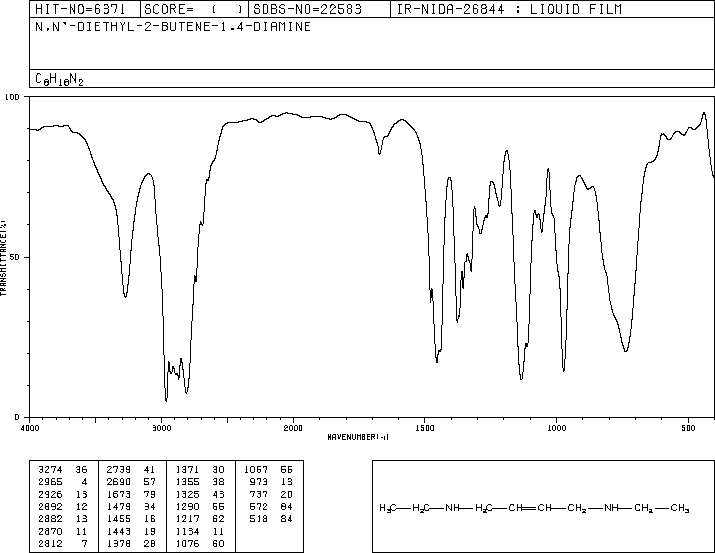 HIT-NO=6371 SCORE= ( ) SDBS-NO=22583 IR-NIDA-26844 : LIQUID FILM
N,N'-DIETHYL-2-BUTENE-1,4-DIAMINE
C8H18N2
100
50
0
TRANSMITTANCE(%)
4000 3000 2000 1500 1000 500
WAVENUMBER(-1)
3274 36 2739 41 1371 30 1067 66
2965 4 2690 57 1355 38 973 13
2926 13 1673 79 1325 43 737 20
2892 12 1479 34 1290 55 672 84
2882 13 1455 16 1217 62 518 84
2870 11 1443 19 1134 11
2812 7 1378 28 1076 60
H3C—H2C—NH—H2C—CH=CH—CH2—NH—CH2—CH3